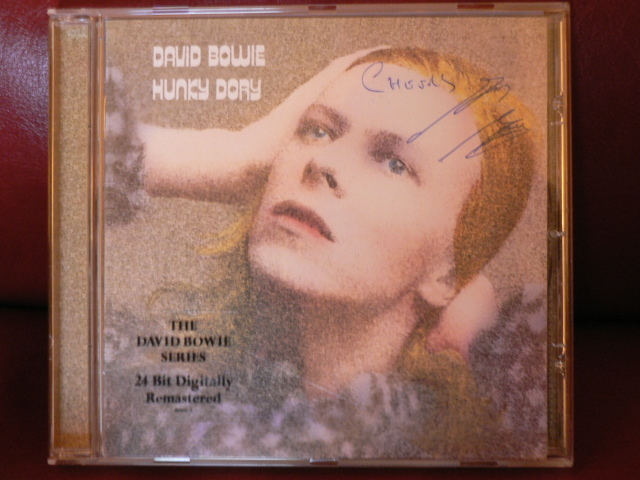 DAVID BOWIE
HUNKY DORY
THE
DAVID BOWIE
SERIES
24 Bit Digitally
Remastered